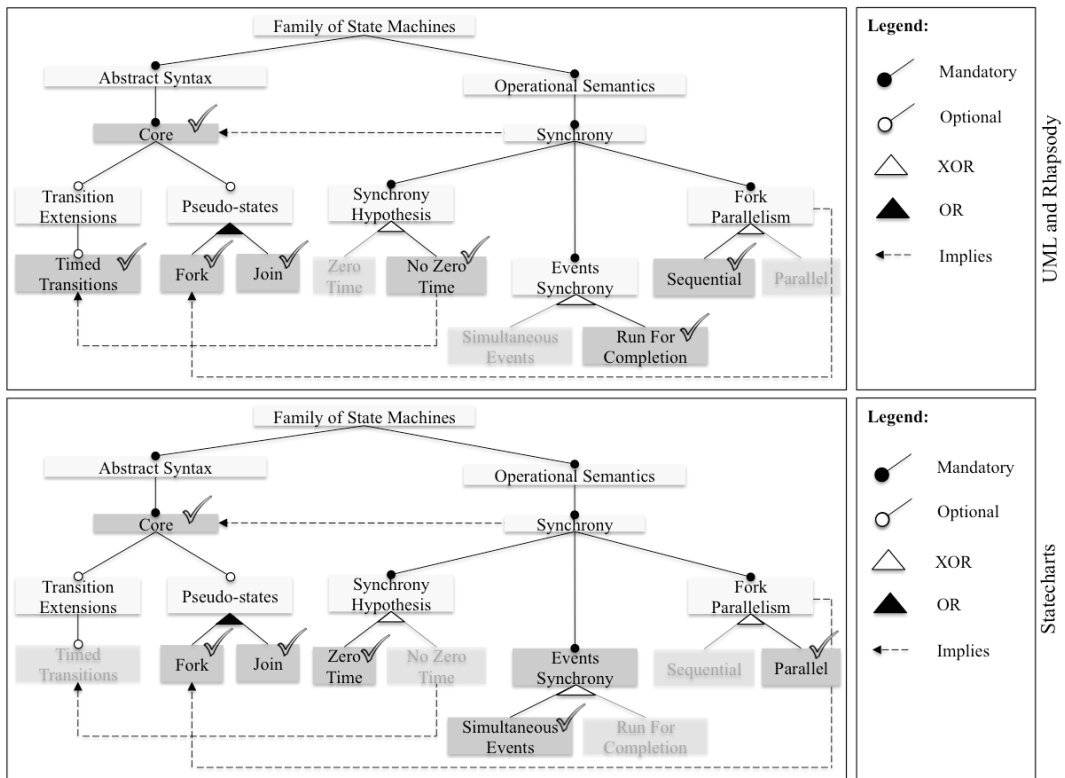 Family of State Machines
Abstract Syntax
Operational Semantics
Core
Synchrony
Transition
Extensions
Pseudo-states
Synchrony
Hypothesis
Fork
Parallelism
Timed
Transitions
Fork
Join
Zero
Time
No Zero
Time
Events
Synchrony
Sequential
Parallel
Simultaneous
Events
Run For
Completion
Legend:
Mandatory
Optional
XOR
OR
Implies
UML and Rhapsody
Family of State Machines
Abstract Syntax
Operational Semantics
Core
Synchrony
Transition
Extensions
Pseudo-states
Synchrony
Hypothesis
Fork
Parallelism
Timed
Transitions
Fork
Join
Zero
Time
No Zero
Time
Events
Synchrony
Sequential
Parallel
Simultaneous
Events
Run For
Completion
Legend:
Mandatory
Optional
XOR
OR
Implies
Statecharts